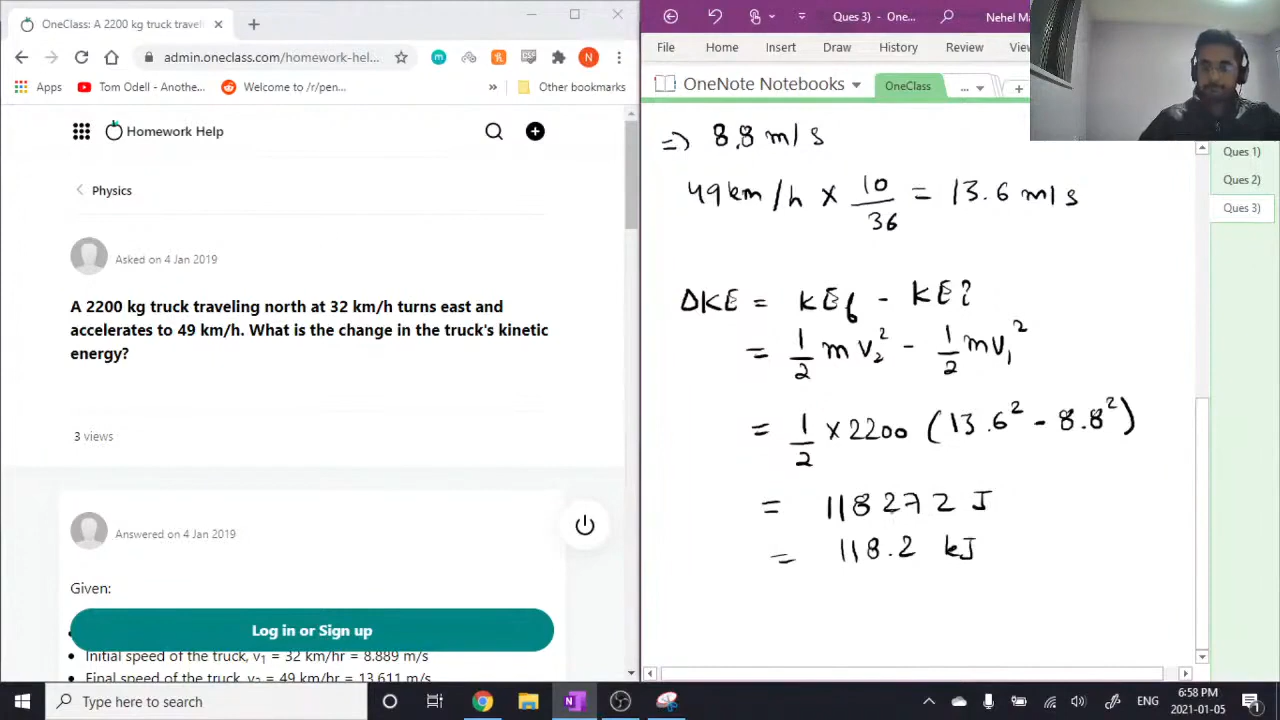 OneClass: A 2200 kg truck traveli
admin.oneclass.com/homework-hel...
N
Apps
Tom Odell - Anothe...
Welcome to /r/pen...
»
Other bookmarks
Homework Help
Physics
Asked on 4 Jan 2019
A 2200 kg truck traveling north at 32 km/h turns east and
accelerates to 49 km/h. What is the change in the truck's kinetic
energy?
3 views
Answered on 4 Jan 2019
Given:
Log in or Sign up
Initial speed of the truck, v1 = 32 km/hr = 8.889 m/s
Final speed of the truck, v2 = 49 km/hr = 13.611 m/s
Ques 3) - One...
Nehel Ma
File Home Insert Draw History Review Vie
OneNote Notebooks
OneClass
...
Ques 1)
Ques 2)
Ques 3)
=> 8.8 m/s
49 km/h × 10/36 = 13.6 m/s
ΔKE = KEf - KEi
= 1/2 m v₂² - 1/2 m v₁²
= 1/2 × 2200 (13.6² - 8.8²)
= 118272 J
= 118.2 kJ
Type here to search
ENG
6:58 PM
2021-01-05
1